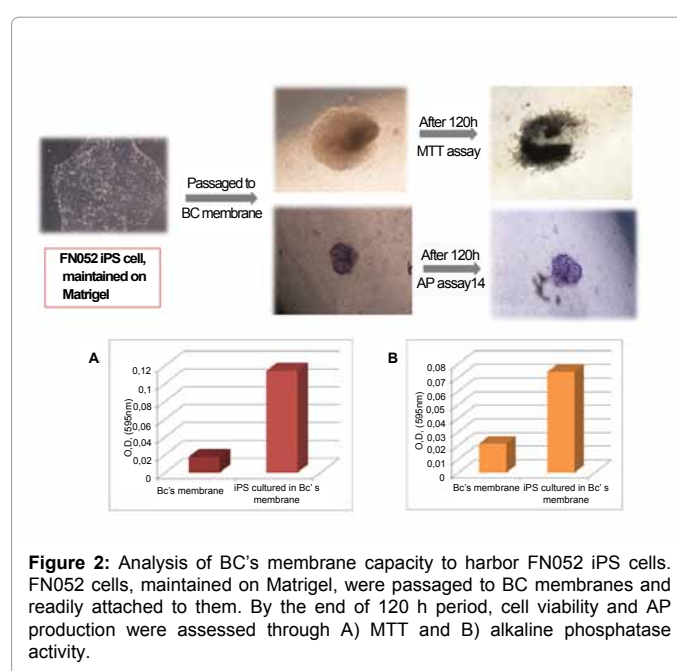 After 120h
MTT assay
Passaged to
BC membrane
FN052 iPS cell,
maintained on
Matrigel
After 120h
AP assay14
A
O,D, (595nm)
0,12
0,1
0,08
0,06
0,04
0,02
0
Bc's membrane
iPS cultured in Bc' s
membrane
B
O,D, (595nm)
0,08
0,07
0,06
0,05
0,04
0,03
0,02
0,01
0
Bc's membrane
iPS cultured in Bc' s
membrane
Figure 2: Analysis of BC's membrane capacity to harbor FN052 iPS cells.
FN052 cells, maintained on Matrigel, were passaged to BC membranes and
readily attached to them. By the end of 120 h period, cell viability and AP
production were assessed through A) MTT and B) alkaline phosphatase
activity.